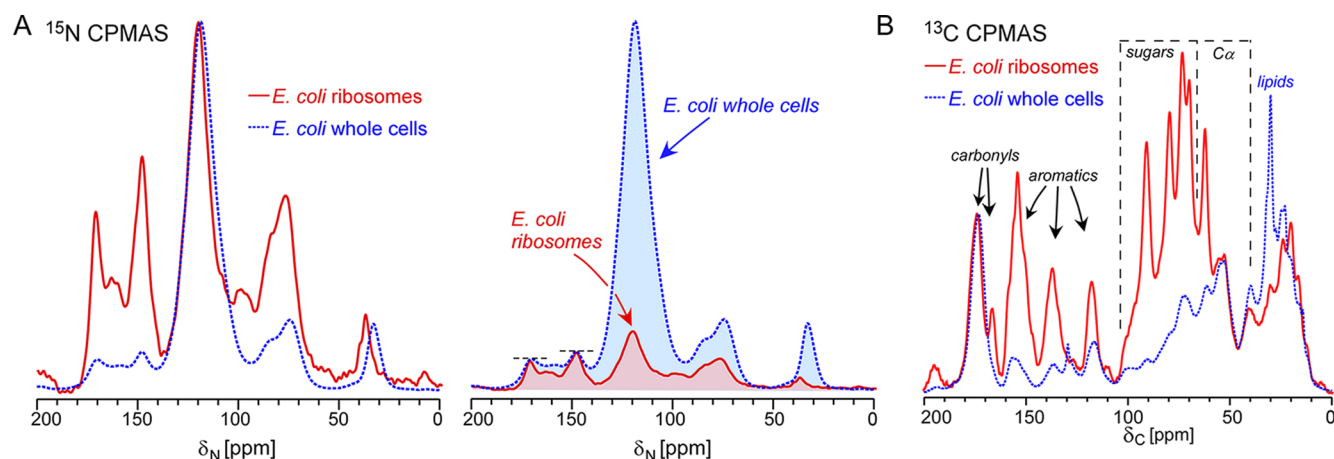 A
15N CPMAS
E. coli ribosomes
E. coli whole cells
200
150
100
50
0
δN [ppm]
E. coli whole cells
E. coli
ribosomes
200
150
100
50
0
δN [ppm]
B
13C CPMAS
E. coli ribosomes
E. coli whole cells
sugars
Cα
lipids
carbonyls
aromatics
200
150
100
50
0
δC [ppm]